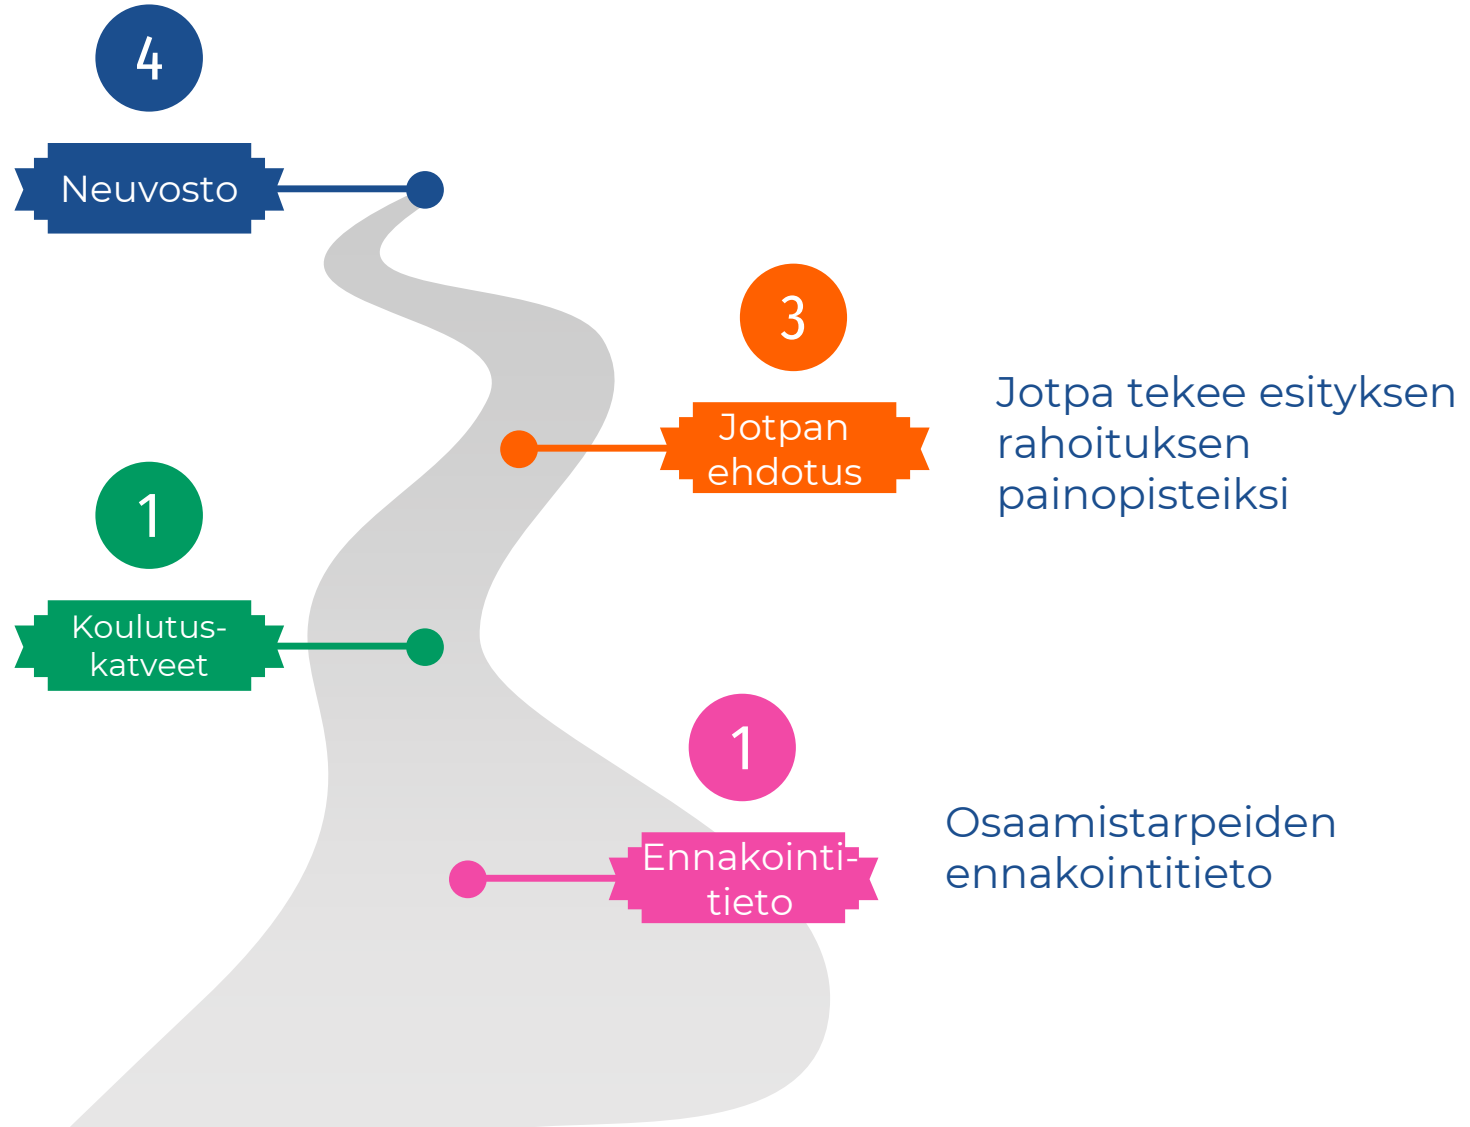 4
Neuvosto
3
Jotpan
ehdotus
Jotpa tekee esityksen
rahoituksen
painopisteiksi
1
Koulutus-
katveet
1
Ennakointi-
tieto
Osaamistarpeiden
ennakointitieto